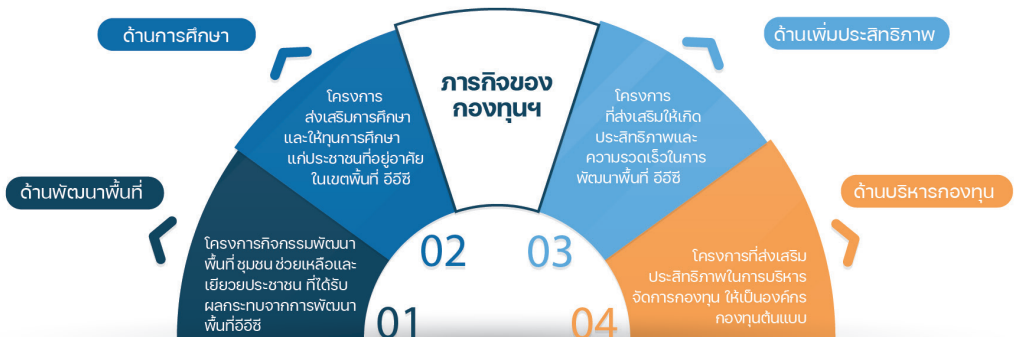 ภารกิจของ
กองทุนฯ
ด้านพัฒนาพื้นที่
โครงการกิจกรรมพัฒนา
พื้นที่ ชุมชน ช่วยเหลือและ
เยียวยประชาชน ที่ได้รับ
ผลกระทบจากการพัฒนา
พื้นที่อีอีซี
01
ด้านการศึกษา
โครงการ
ส่งเสริมการศึกษา
และให้ทุนการศึกษา
แก่ประชาชนที่อยู่อาศัย
ในเขตพื้นที่ อีอีซี
02
ด้านเพิ่มประสิทธิภาพ
โครงการ
ที่ส่งเสริมให้เกิด
ประสิทธิภาพและ
ความรวดเร็วในการ
พัฒนาพื้นที่ อีอีซี
03
ด้านบริหารกองทุน
โครงการที่ส่งเสริม
ประสิทธิภาพในการบริหาร
จัดการกองทุน ให้เป็นองค์กร
กองทุนต้นแบบ
04